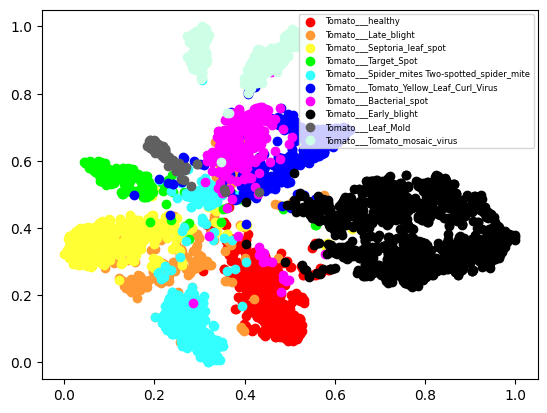 Tomato___healthy
Tomato___Late_blight
Tomato___Septoria_leaf_spot
Tomato___Target_Spot
Tomato___Spider_mites Two-spotted_spider_mite
Tomato___Tomato_Yellow_Leaf_Curl_Virus
Tomato___Bacterial_spot
Tomato___Early_blight
Tomato___Leaf_Mold
Tomato___Tomato_mosaic_virus
1.0
0.8
0.6
0.4
0.2
0.0
0.0 0.2 0.4 0.6 0.8 1.0